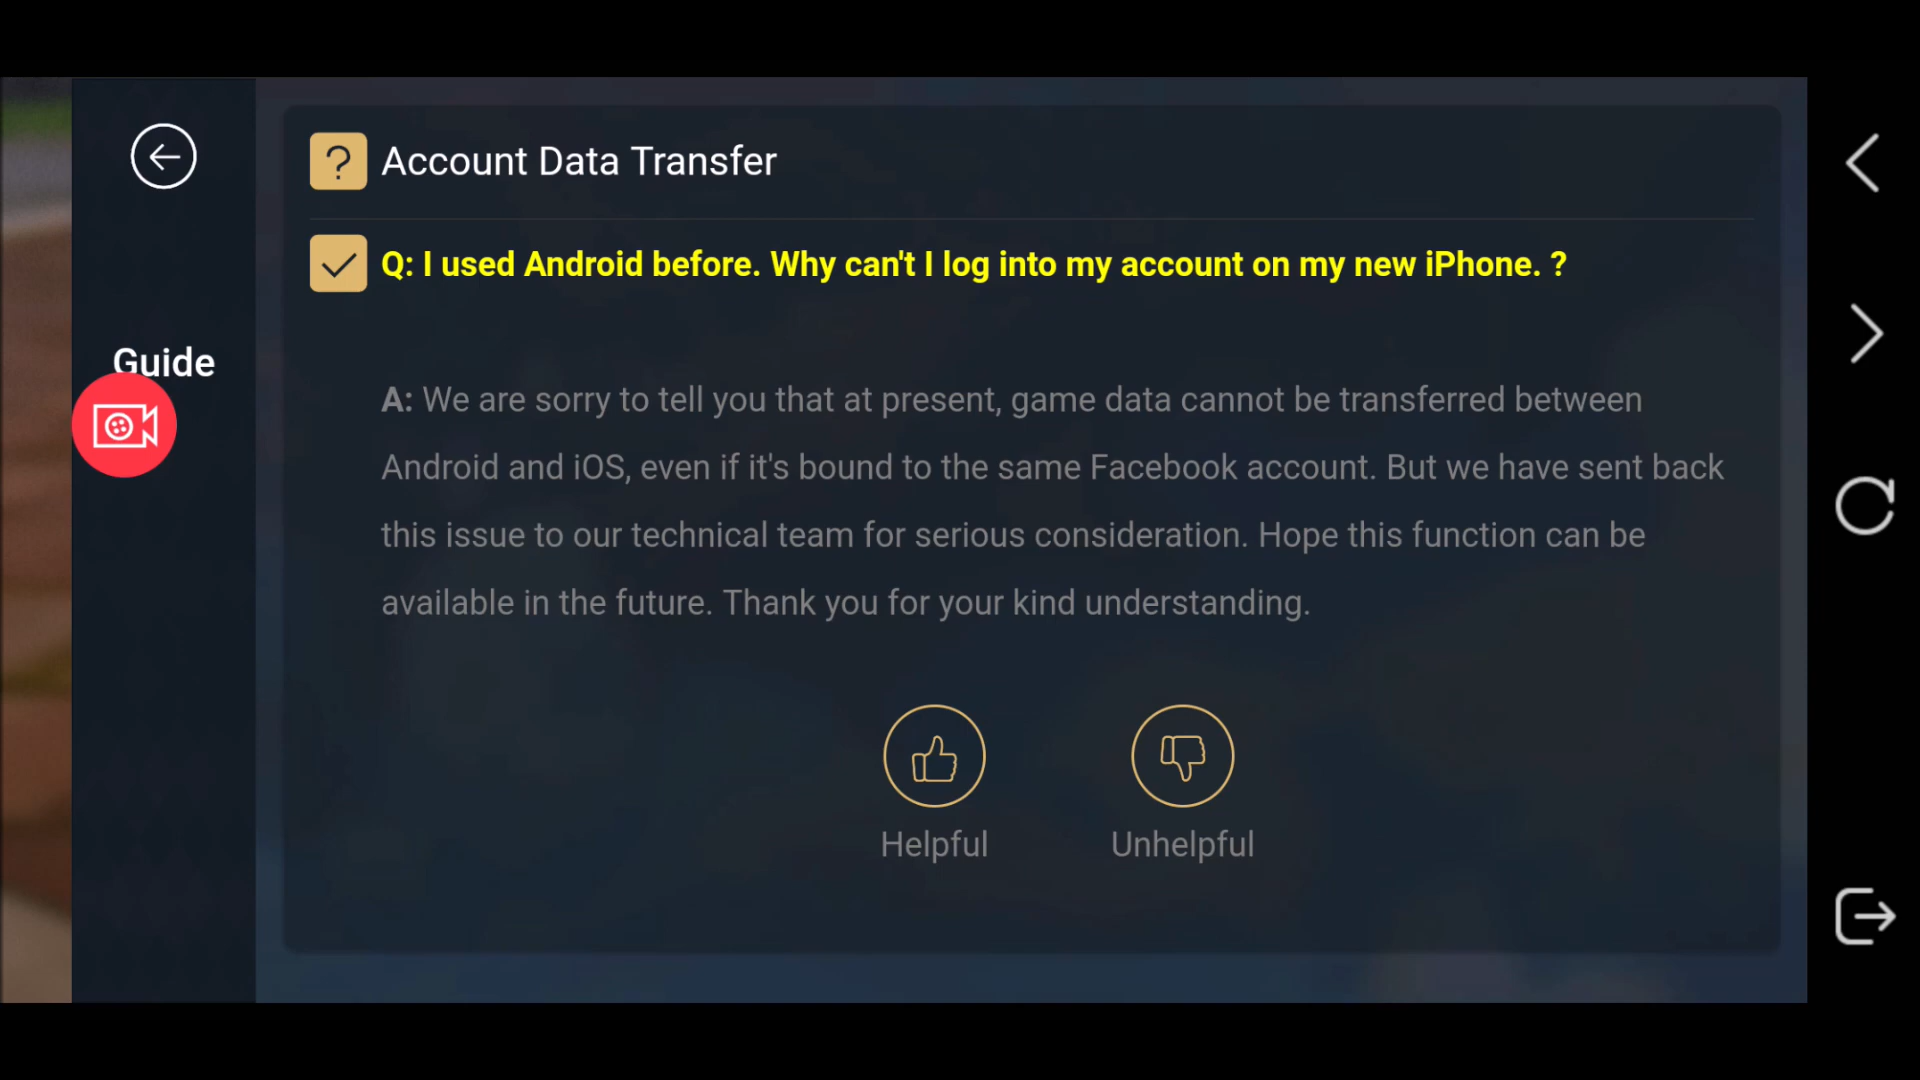 Account Data Transfer
Q: I used Android before. Why can't I log into my account on my new iPhone. ?
Guide
A: We are sorry to tell you that at present, game data cannot be transferred between
Android and iOS, even if it's bound to the same Facebook account. But we have sent back
this issue to our technical team for serious consideration. Hope this function can be
available in the future. Thank you for your kind understanding.
Helpful
Unhelpful